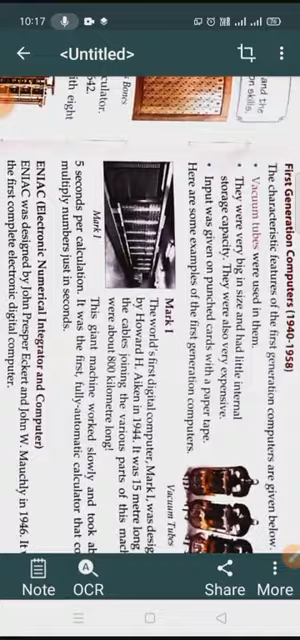 10:17
<Untitled>
and the
on skills.
s Bones
culator.
642.
ith eight
First Generation Computers (1940-1958)
The characteristic features of the first generation computers are given below.
• Vacuum tubes were used in them.
• They were very big in size and had little internal
storage capacity. They were also very expensive.
• Input was given on punched cards with a paper tape.
Here are some examples of the first generation computers.
Vacuum Tubes
Mark I
Mark I
The world's first digital computer, Mark I, was desig
by Howard H. Aiken in 1944. It was 15 metre long
the cables joining the various parts of this mach
were about 800 kilometre long!
This giant machine worked slowly and took ab
5 seconds per calculation. It was the first, fully-automatic calculator that co
multiply numbers just in seconds.
ENIAC (Electronic Numerical Integrator and Computer)
ENIAC was designed by John Presper Eckert and John W. Mauchly in 1946. It w
the first complete electronic digital computer.
Note
OCR
Share
More